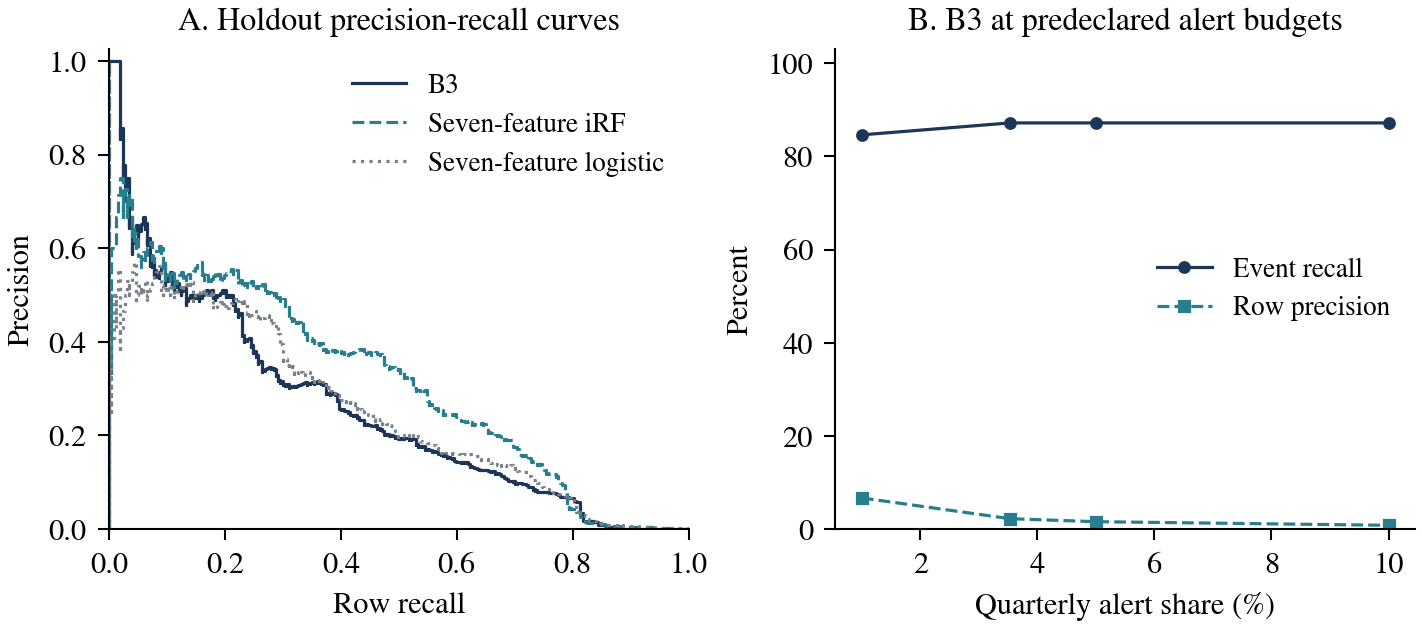 A. Holdout precision-recall curves
1.0
0.8
0.6
0.4
0.2
0.0
Precision
B3
Seven-feature iRF
Seven-feature logistic
0.0 0.2 0.4 0.6 0.8 1.0
Row recall
B. B3 at predeclared alert budgets
100
80
60
40
20
0
Percent
Event recall
Row precision
2 4 6 8 10
Quarterly alert share (%)